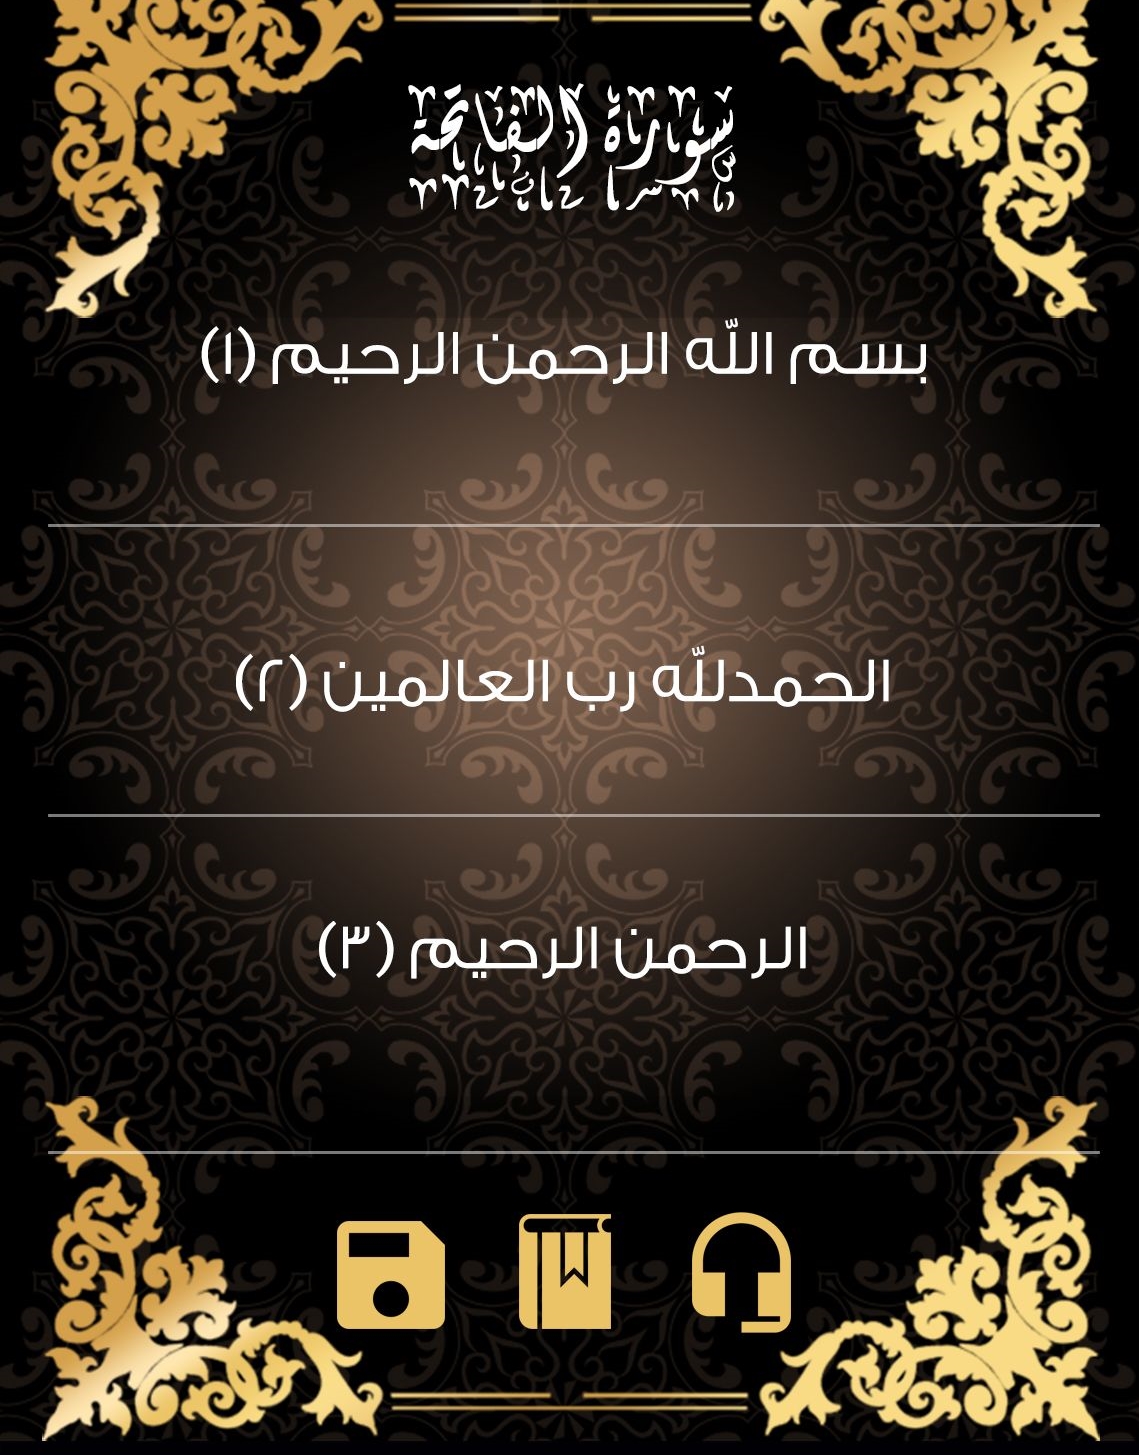 سورة الفاتحة
بسم اللّه الرحمن الرحيم (١)
الحمدللّه رب العالمين (٢)
الرحمن الرحيم (٣)